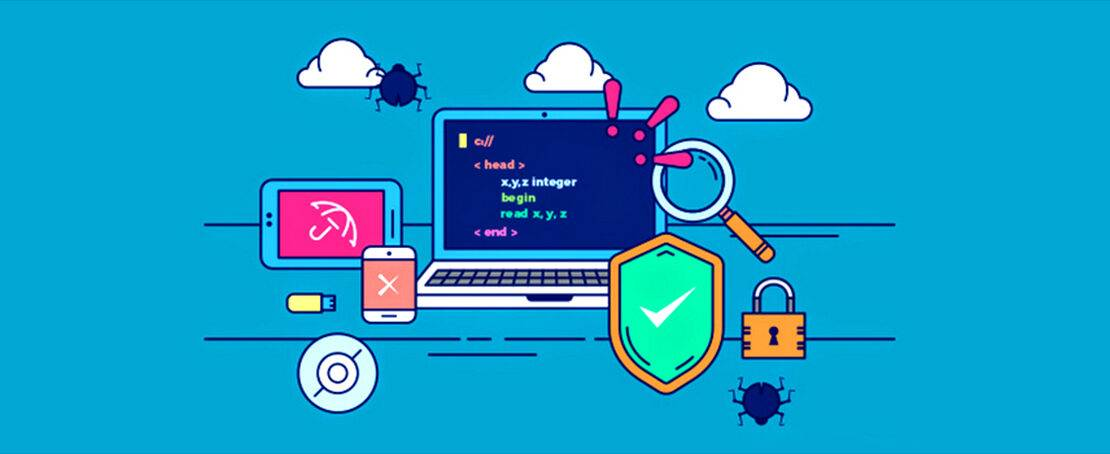 c://
< head >
x,y,z integer
begin
read x, y, z
< end >